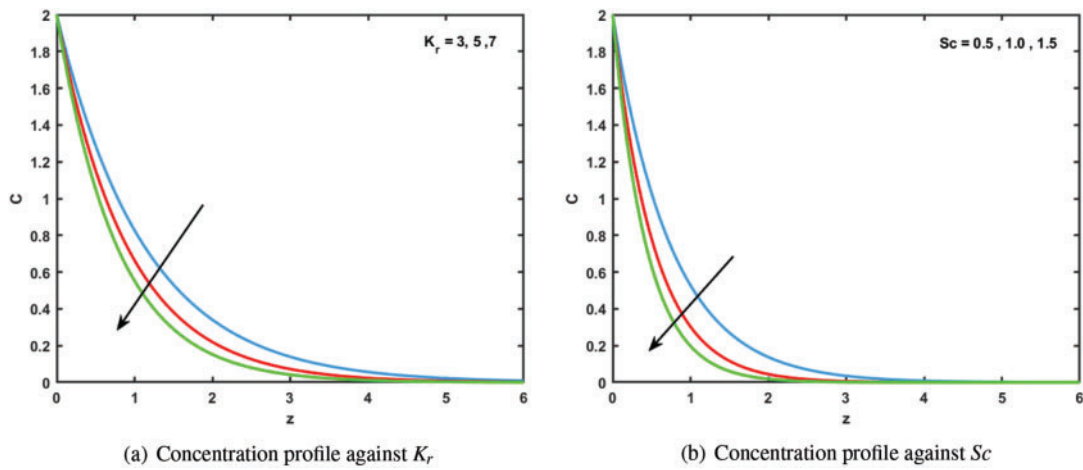 2
1.8
1.6
1.4
1.2
1
0.8
0.6
0.4
0.2
0
C
K_r = 3, 5 ,7
0 1 2 3 4 5 6
z
(a) Concentration profile against K_r
2
1.8
1.6
1.4
1.2
1
0.8
0.6
0.4
0.2
0
C
Sc = 0.5 , 1.0 , 1.5
0 1 2 3 4 5 6
z
(b) Concentration profile against Sc